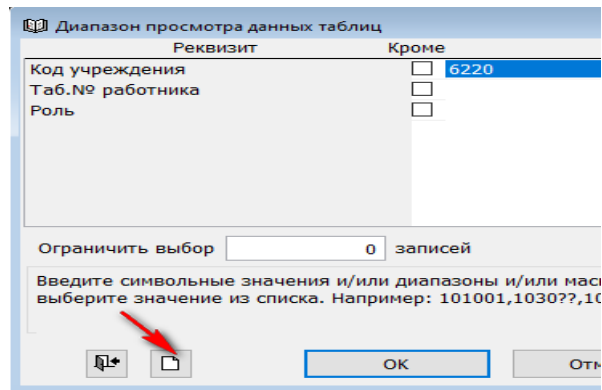 Диапазон просмотра данных таблиц
Реквизит Кроме
Код учреждения 6220
Таб.№ работника
Роль
Ограничить выбор 0 записей
Введите символьные значения и/или диапазоны и/или мас
выберите значение из списка. Например: 101001,1030??,10
OK Отм